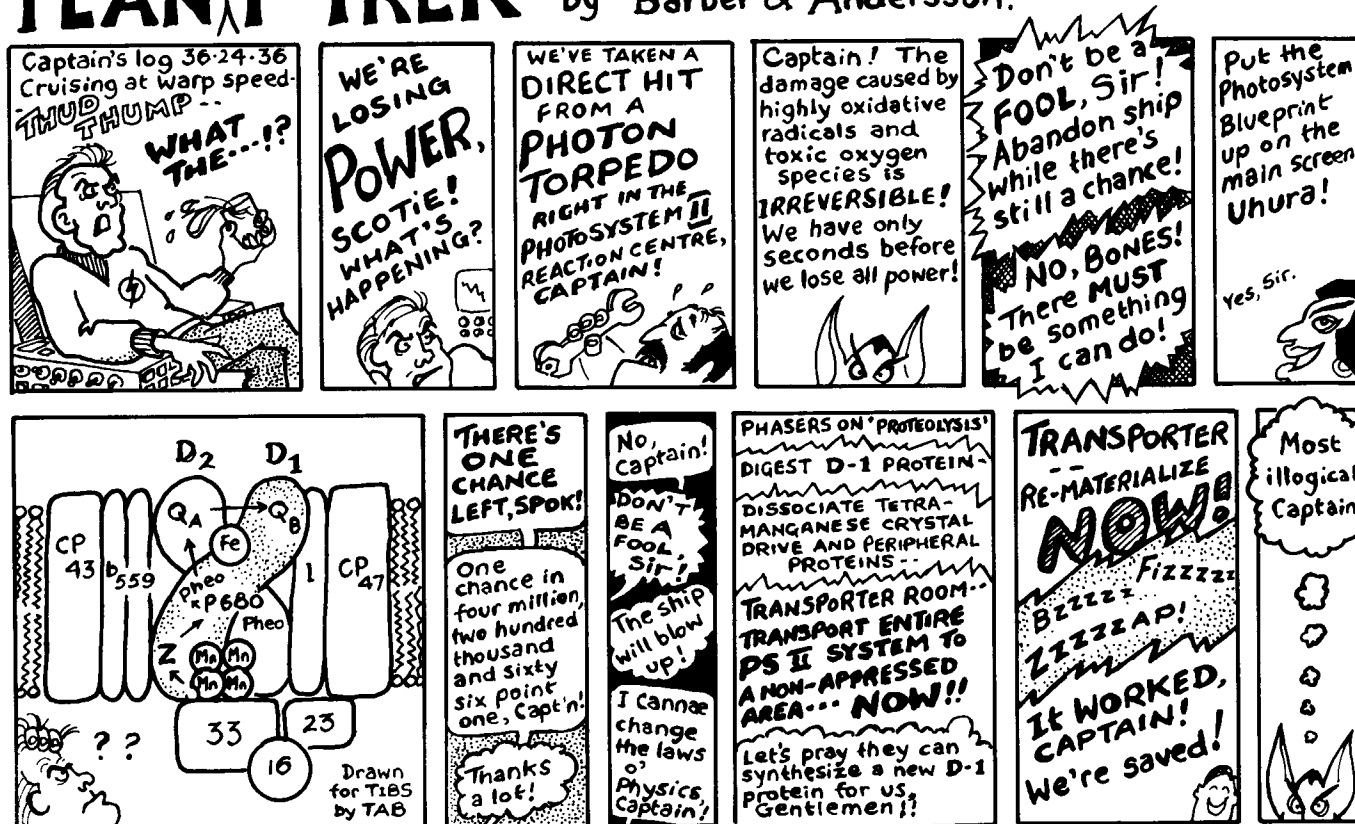 PLANT TREK by Barber & Andersson.
Captain's log 36-24-36
Cruising at warp speed-
-THUD--
THUMP
WHAT
THE---!?
WE'RE
LOSING
POWER,
SCOTIE!
WHAT'S
HAPPENING?
WE'VE TAKEN A
DIRECT HIT
FROM A
PHOTON
TORPEDO
RIGHT IN THE
PHOTOSYSTEM II
REACTION CENTRE,
CAPTAIN!
Captain! The
damage caused by
highly oxidative
radicals and
toxic oxygen
species is
IRREVERSIBLE!
We have only
seconds before
we lose all power!
Don't be a
FOOL, Sir!
Abandon ship
while there's
still a chance!
NO, BONES!
There MUST
be something
I can do!
Put the
Photosystem
Blueprint
up on the
main screen
Uhura!
Yes, Sir.
D2 D1
QA QB
Fe
CP
43
b559
Pheo
P680
Pheo
I
CP
47
Z
Mn Mn
Mn Mn
33
23
16
? ?
Drawn
for TIBS
by TAB
THERE'S
ONE
CHANCE
LEFT, SPOK!
One
chance in
four million,
two hundred
thousand
and sixty
six point
one, Capt'n!
Thanks
a lot!
No,
Captain!
DON'T
BE A
FOOL,
Sir!
The ship
will blow
up!
I Cannae
change
the laws
o'
Physics,
Captain!
PHASERS ON 'PROTEOLYSIS'
DIGEST D-1 PROTEIN-
DISSOCIATE TETRA-
MANGANESE CRYSTAL
DRIVE AND PERIPHERAL
PROTEINS--
TRANSPORTER ROOM--
TRANSPORT ENTIRE
PS II SYSTEM TO
A NON-APPRESSED
AREA--- NOW!!
Let's pray they can
synthesize a new D-1
protein for us,
Gentlemen!?
TRANSPORTER
--
RE-MATERIALIZE
NOW!
Fizzzzz
Bzzzzz
ZZZZZAP!
It WORKED,
CAPTAIN!
We're saved!
Most
illogical
Captain